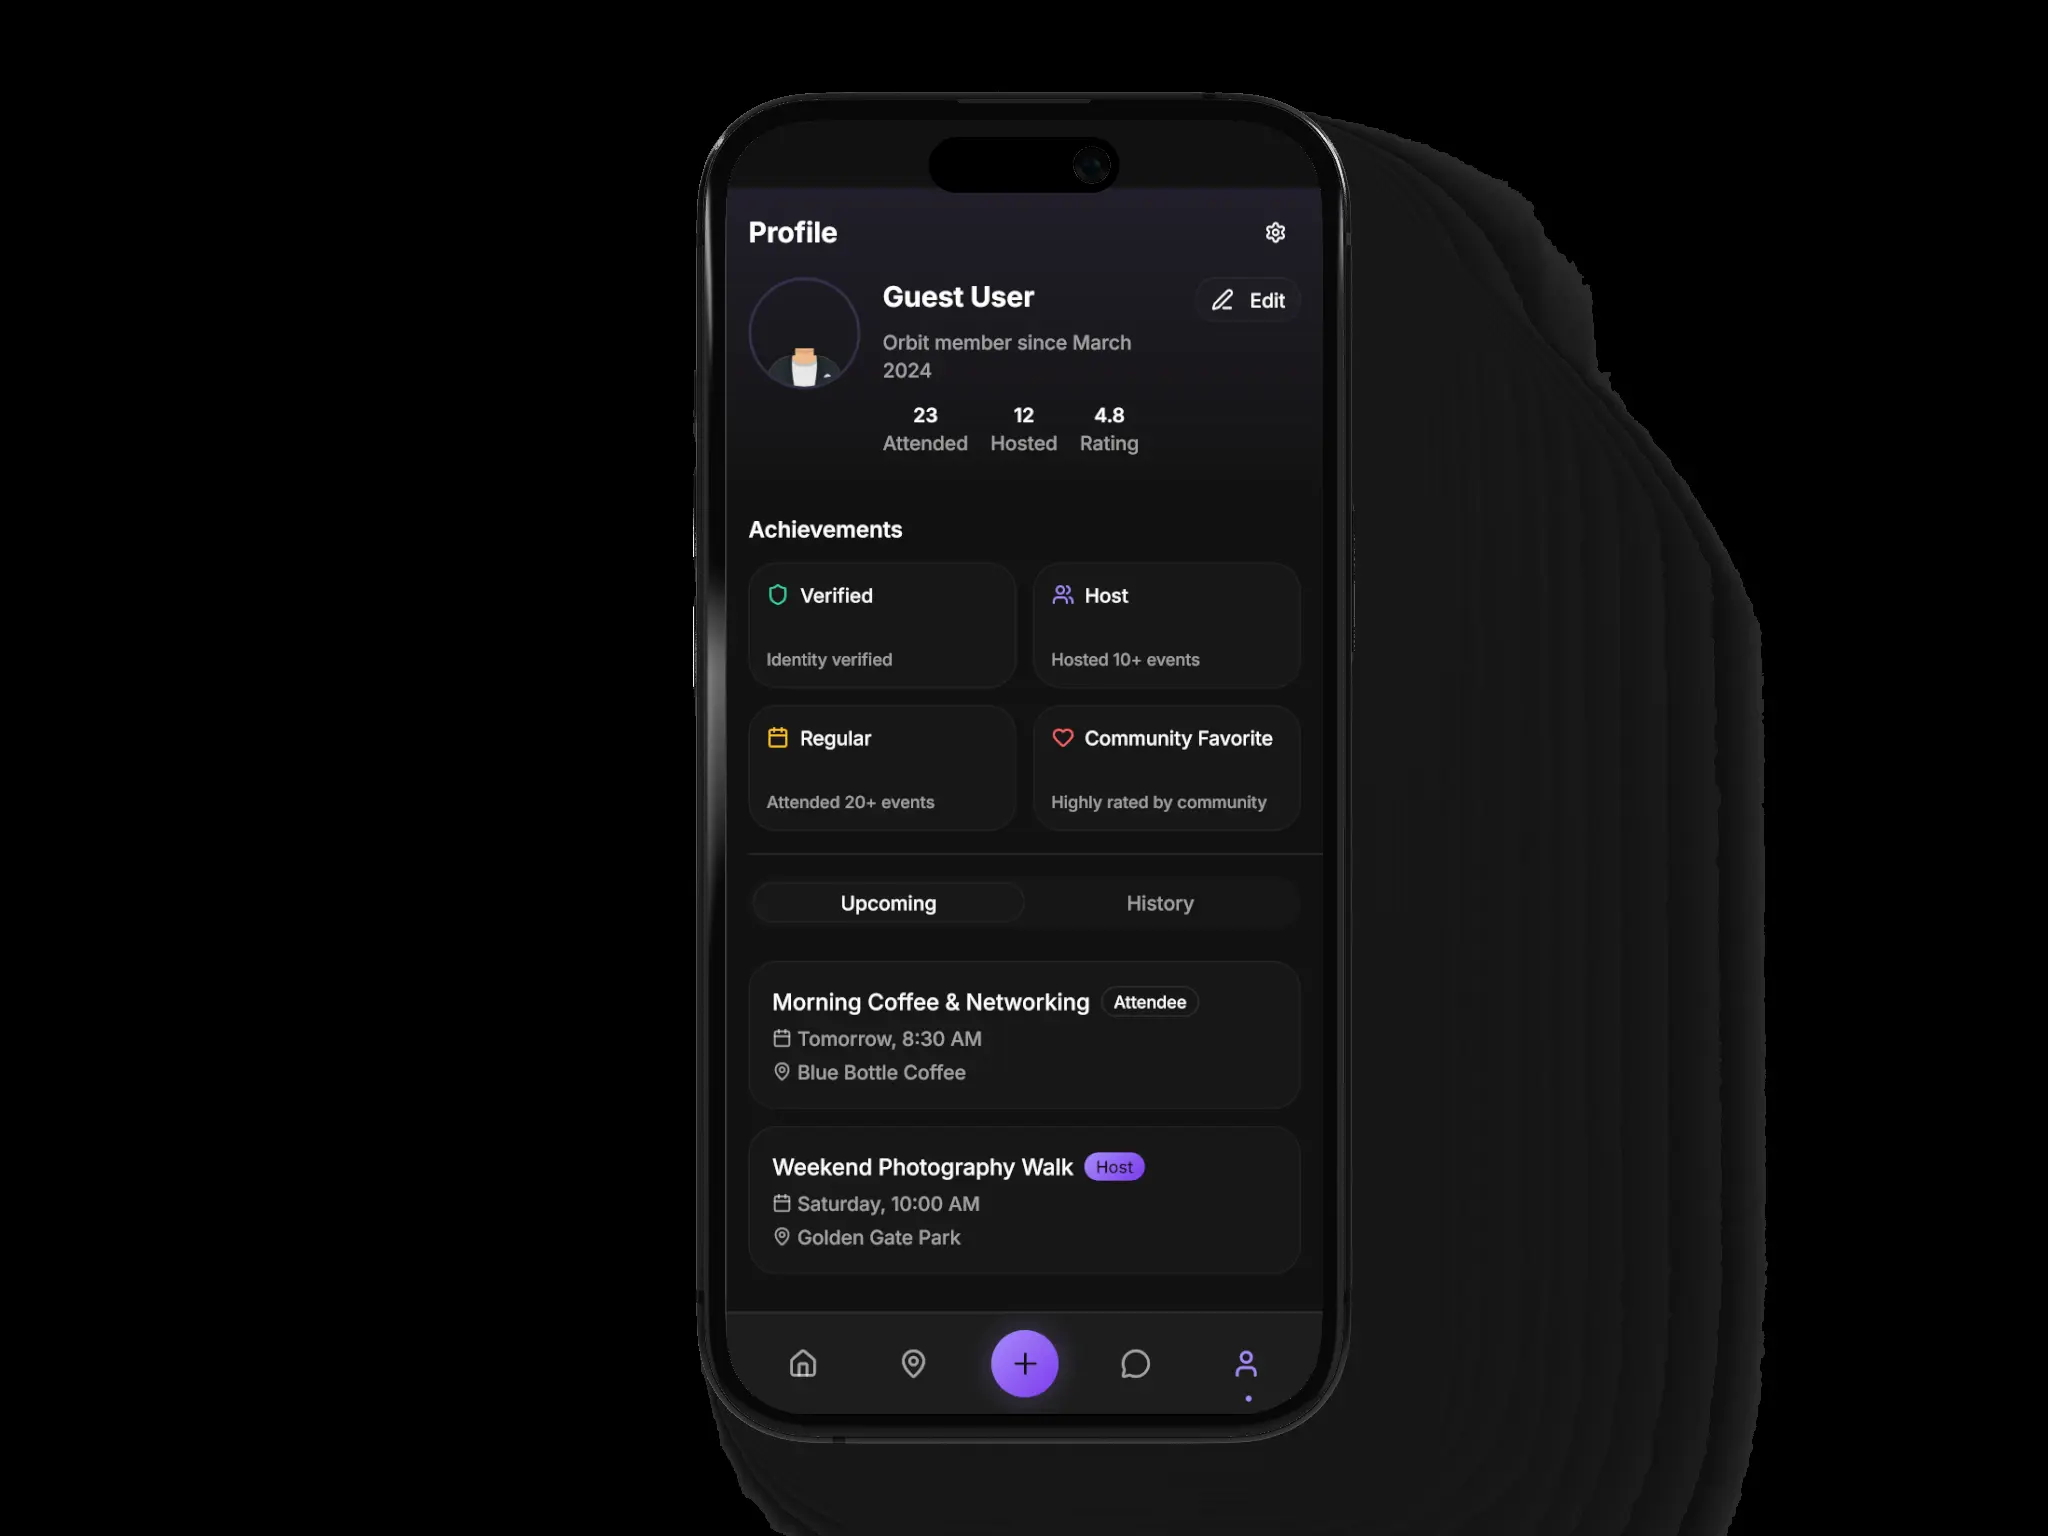 Profile
Guest User
Edit
Orbit member since March
2024
23 12 4.8
Attended Hosted Rating
Achievements
Verified
Identity verified
Host
Hosted 10+ events
Regular
Attended 20+ events
Community Favorite
Highly rated by community
Upcoming History
Morning Coffee & Networking Attendee
Tomorrow, 8:30 AM
Blue Bottle Coffee
Weekend Photography Walk Host
Saturday, 10:00 AM
Golden Gate Park